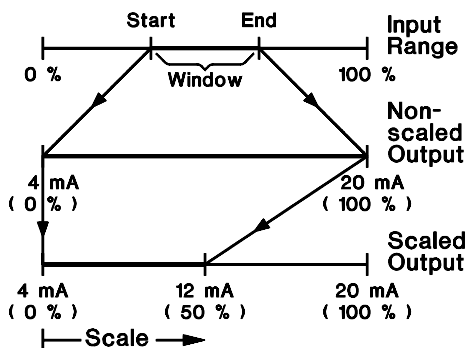 Start End Input
Range
0 % Window 100 %
Non-
scaled
Output
4 mA 20 mA
( 0 % ) ( 100 % )
Scaled
Output
4 mA 12 mA 20 mA
( 0 % ) ( 50 % ) ( 100 % )
Scale